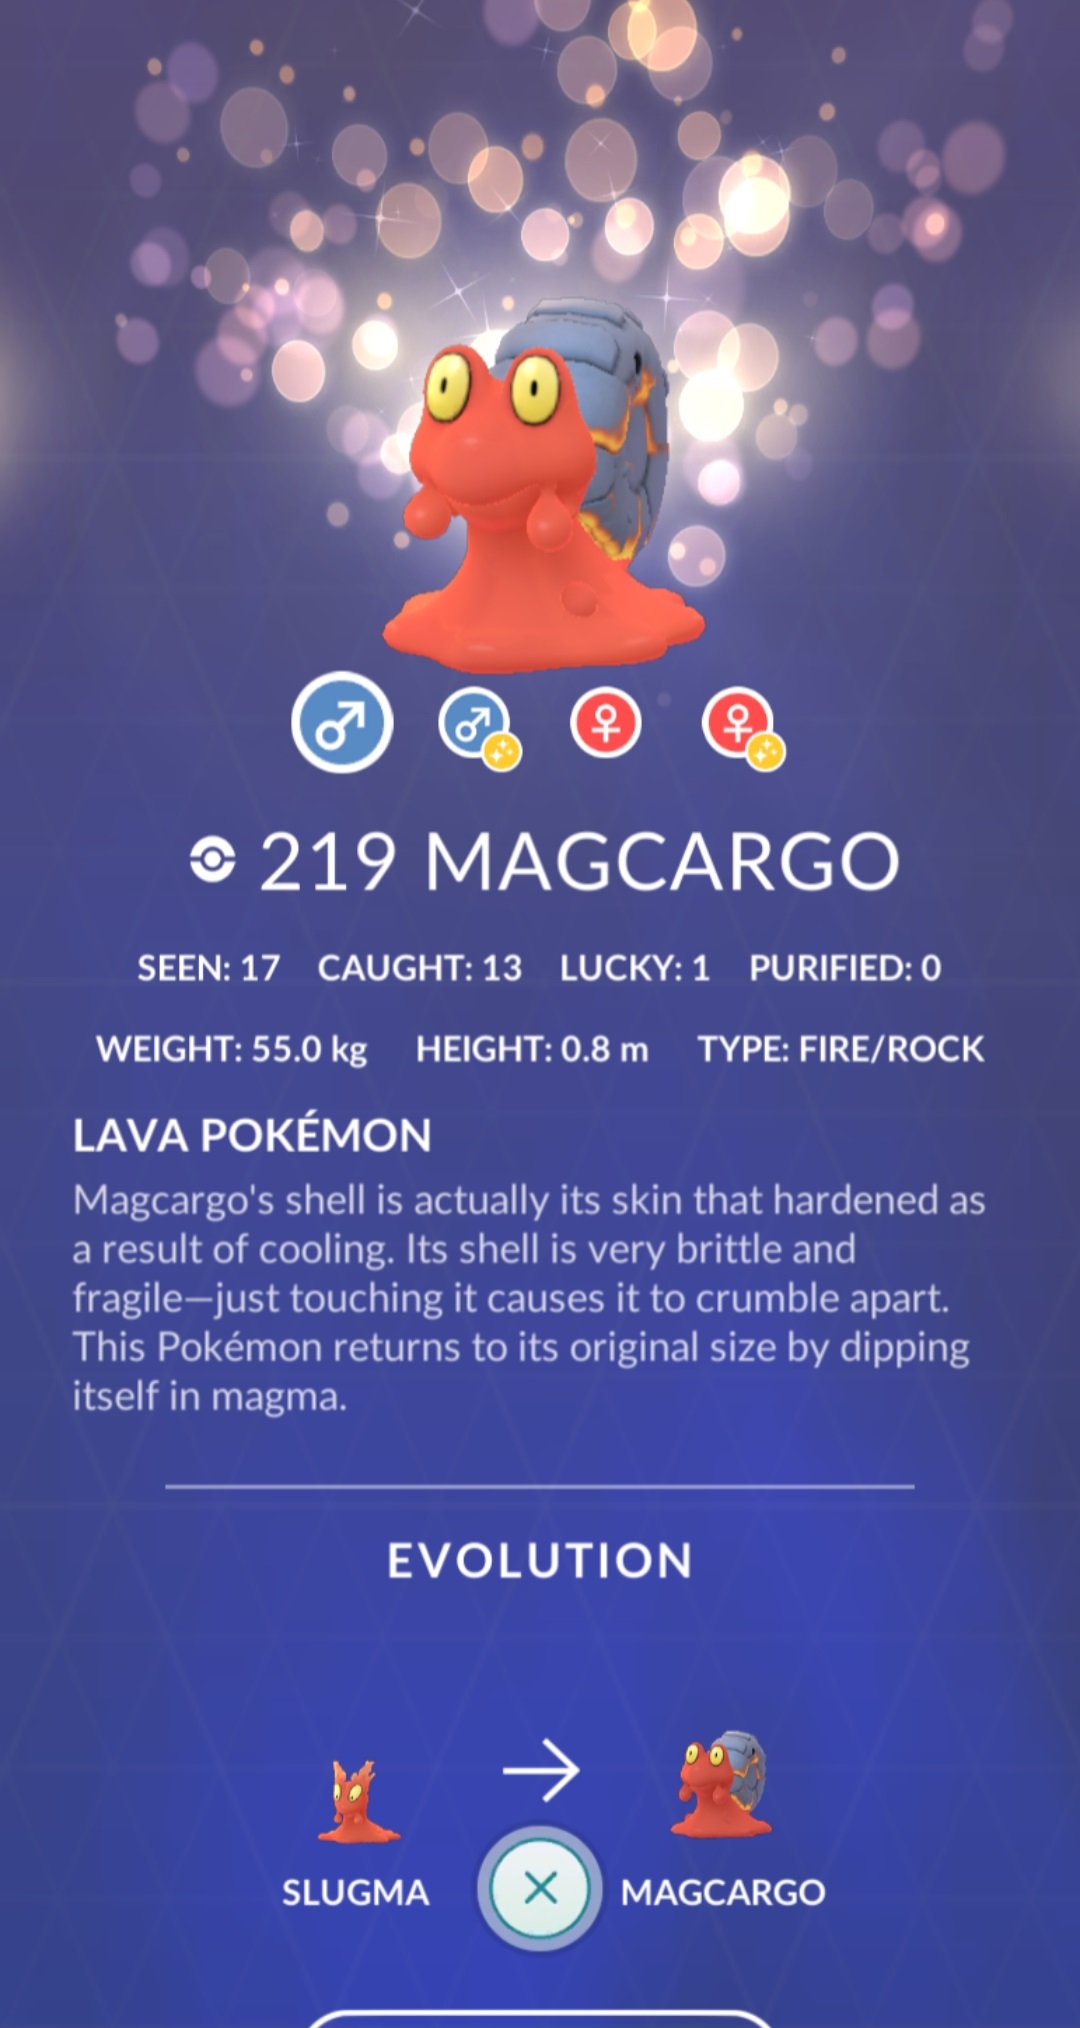 219 MAGCARGO
SEEN: 17 CAUGHT: 13 LUCKY: 1 PURIFIED: 0
WEIGHT: 55.0 kg HEIGHT: 0.8 m TYPE: FIRE/ROCK
LAVA POKÉMON
Magcargo's shell is actually its skin that hardened as
a result of cooling. Its shell is very brittle and
fragile—just touching it causes it to crumble apart.
This Pokémon returns to its original size by dipping
itself in magma.
EVOLUTION
SLUGMA MAGCARGO